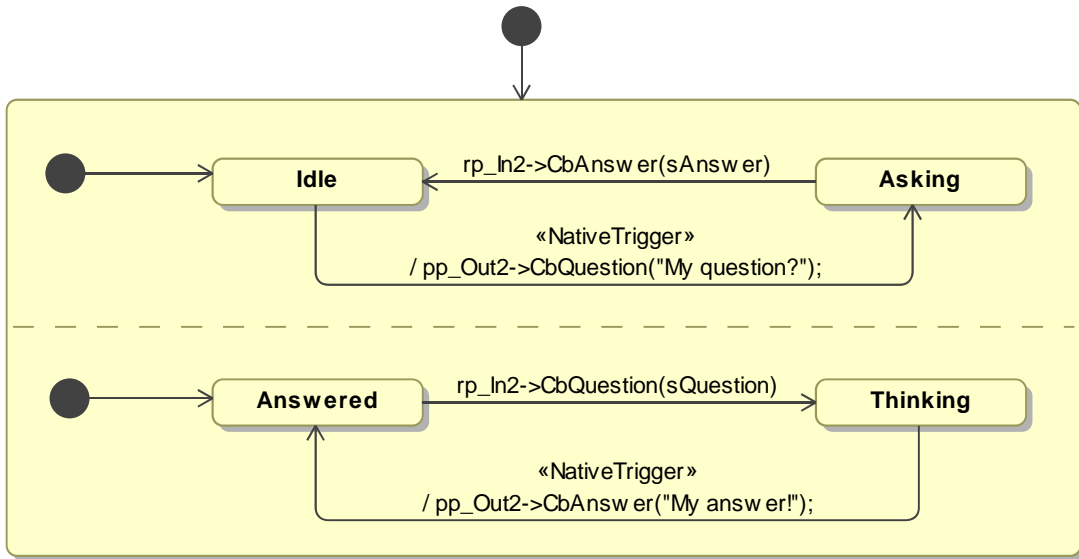 Idle
rp_In2->CbAnswer(sAnswer)
Asking
«NativeTrigger»
/ pp_Out2->CbQuestion("My question?");
Answered
rp_In2->CbQuestion(sQuestion)
Thinking
«NativeTrigger»
/ pp_Out2->CbAnswer("My answer!");